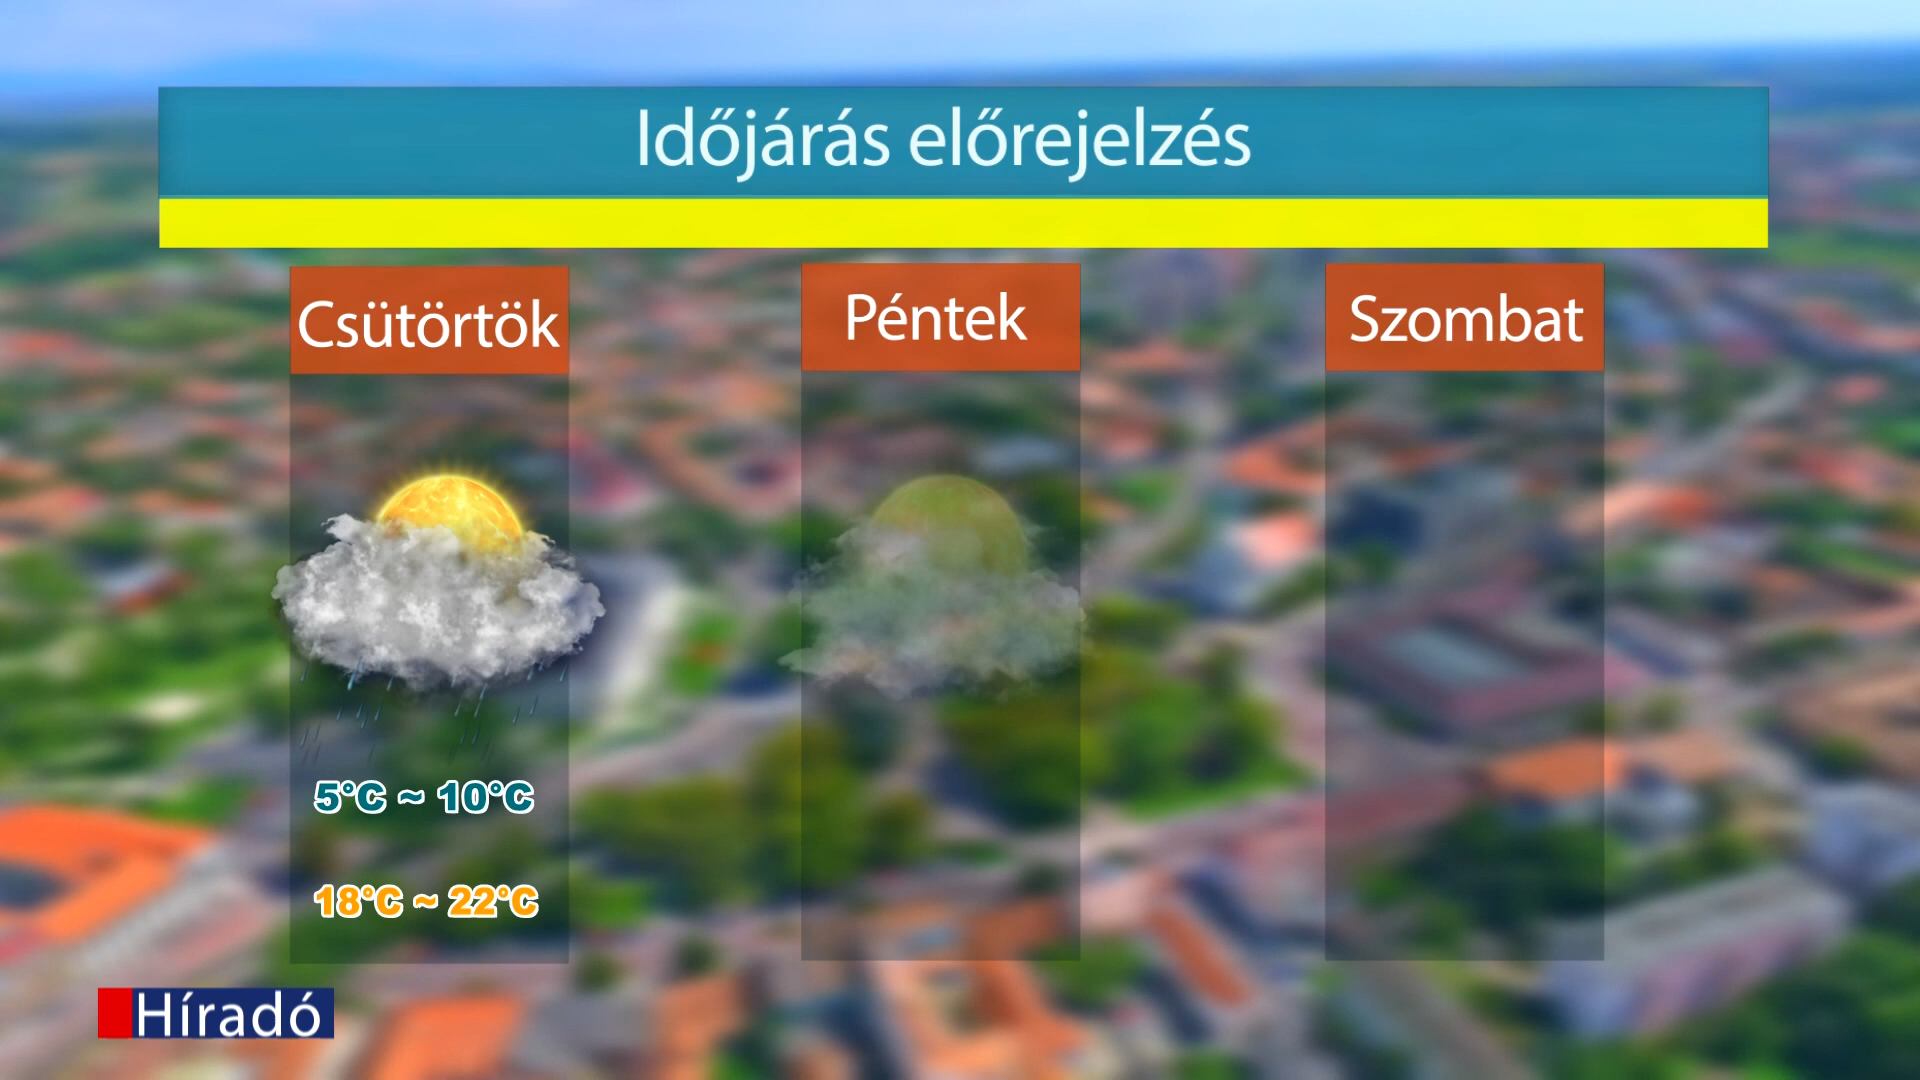 Időjárás előrejelzés
Csütörtök
Péntek
Szombat
5°C ~ 10°C
18°C ~ 22°C
Híradó